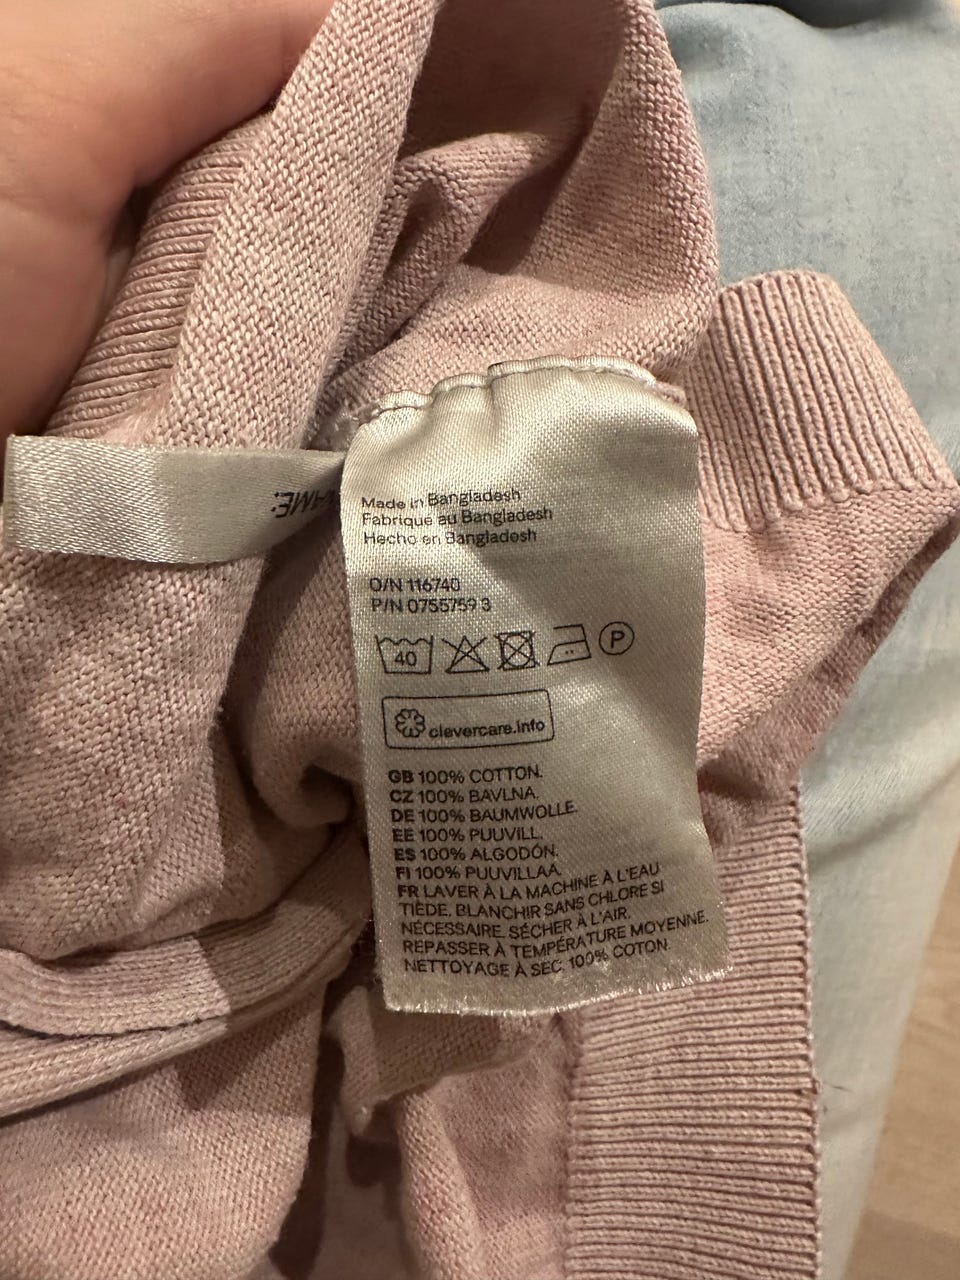 AME.
Made in Bangladesh
Fabrique au Bangladesh
Hecho en Bangladesh
O/N 116740
P/N 0755759 3
40
P
clevercare.info
GB 100% COTTON.
CZ 100% BAVLNA.
DE 100% BAUMWOLLE.
EE 100% PUUVILL.
ES 100% ALGODÓN.
FI 100% PUUVILLAA.
FR LAVER À LA MACHINE À L'EAU
TIÈDE. BLANCHIR SANS CHLORE SI
NÉCESSAIRE. SÉCHER À L'AIR.
REPASSER À TEMPÉRATURE MOYENNE.
NETTOYAGE À SEC. 100% COTON.